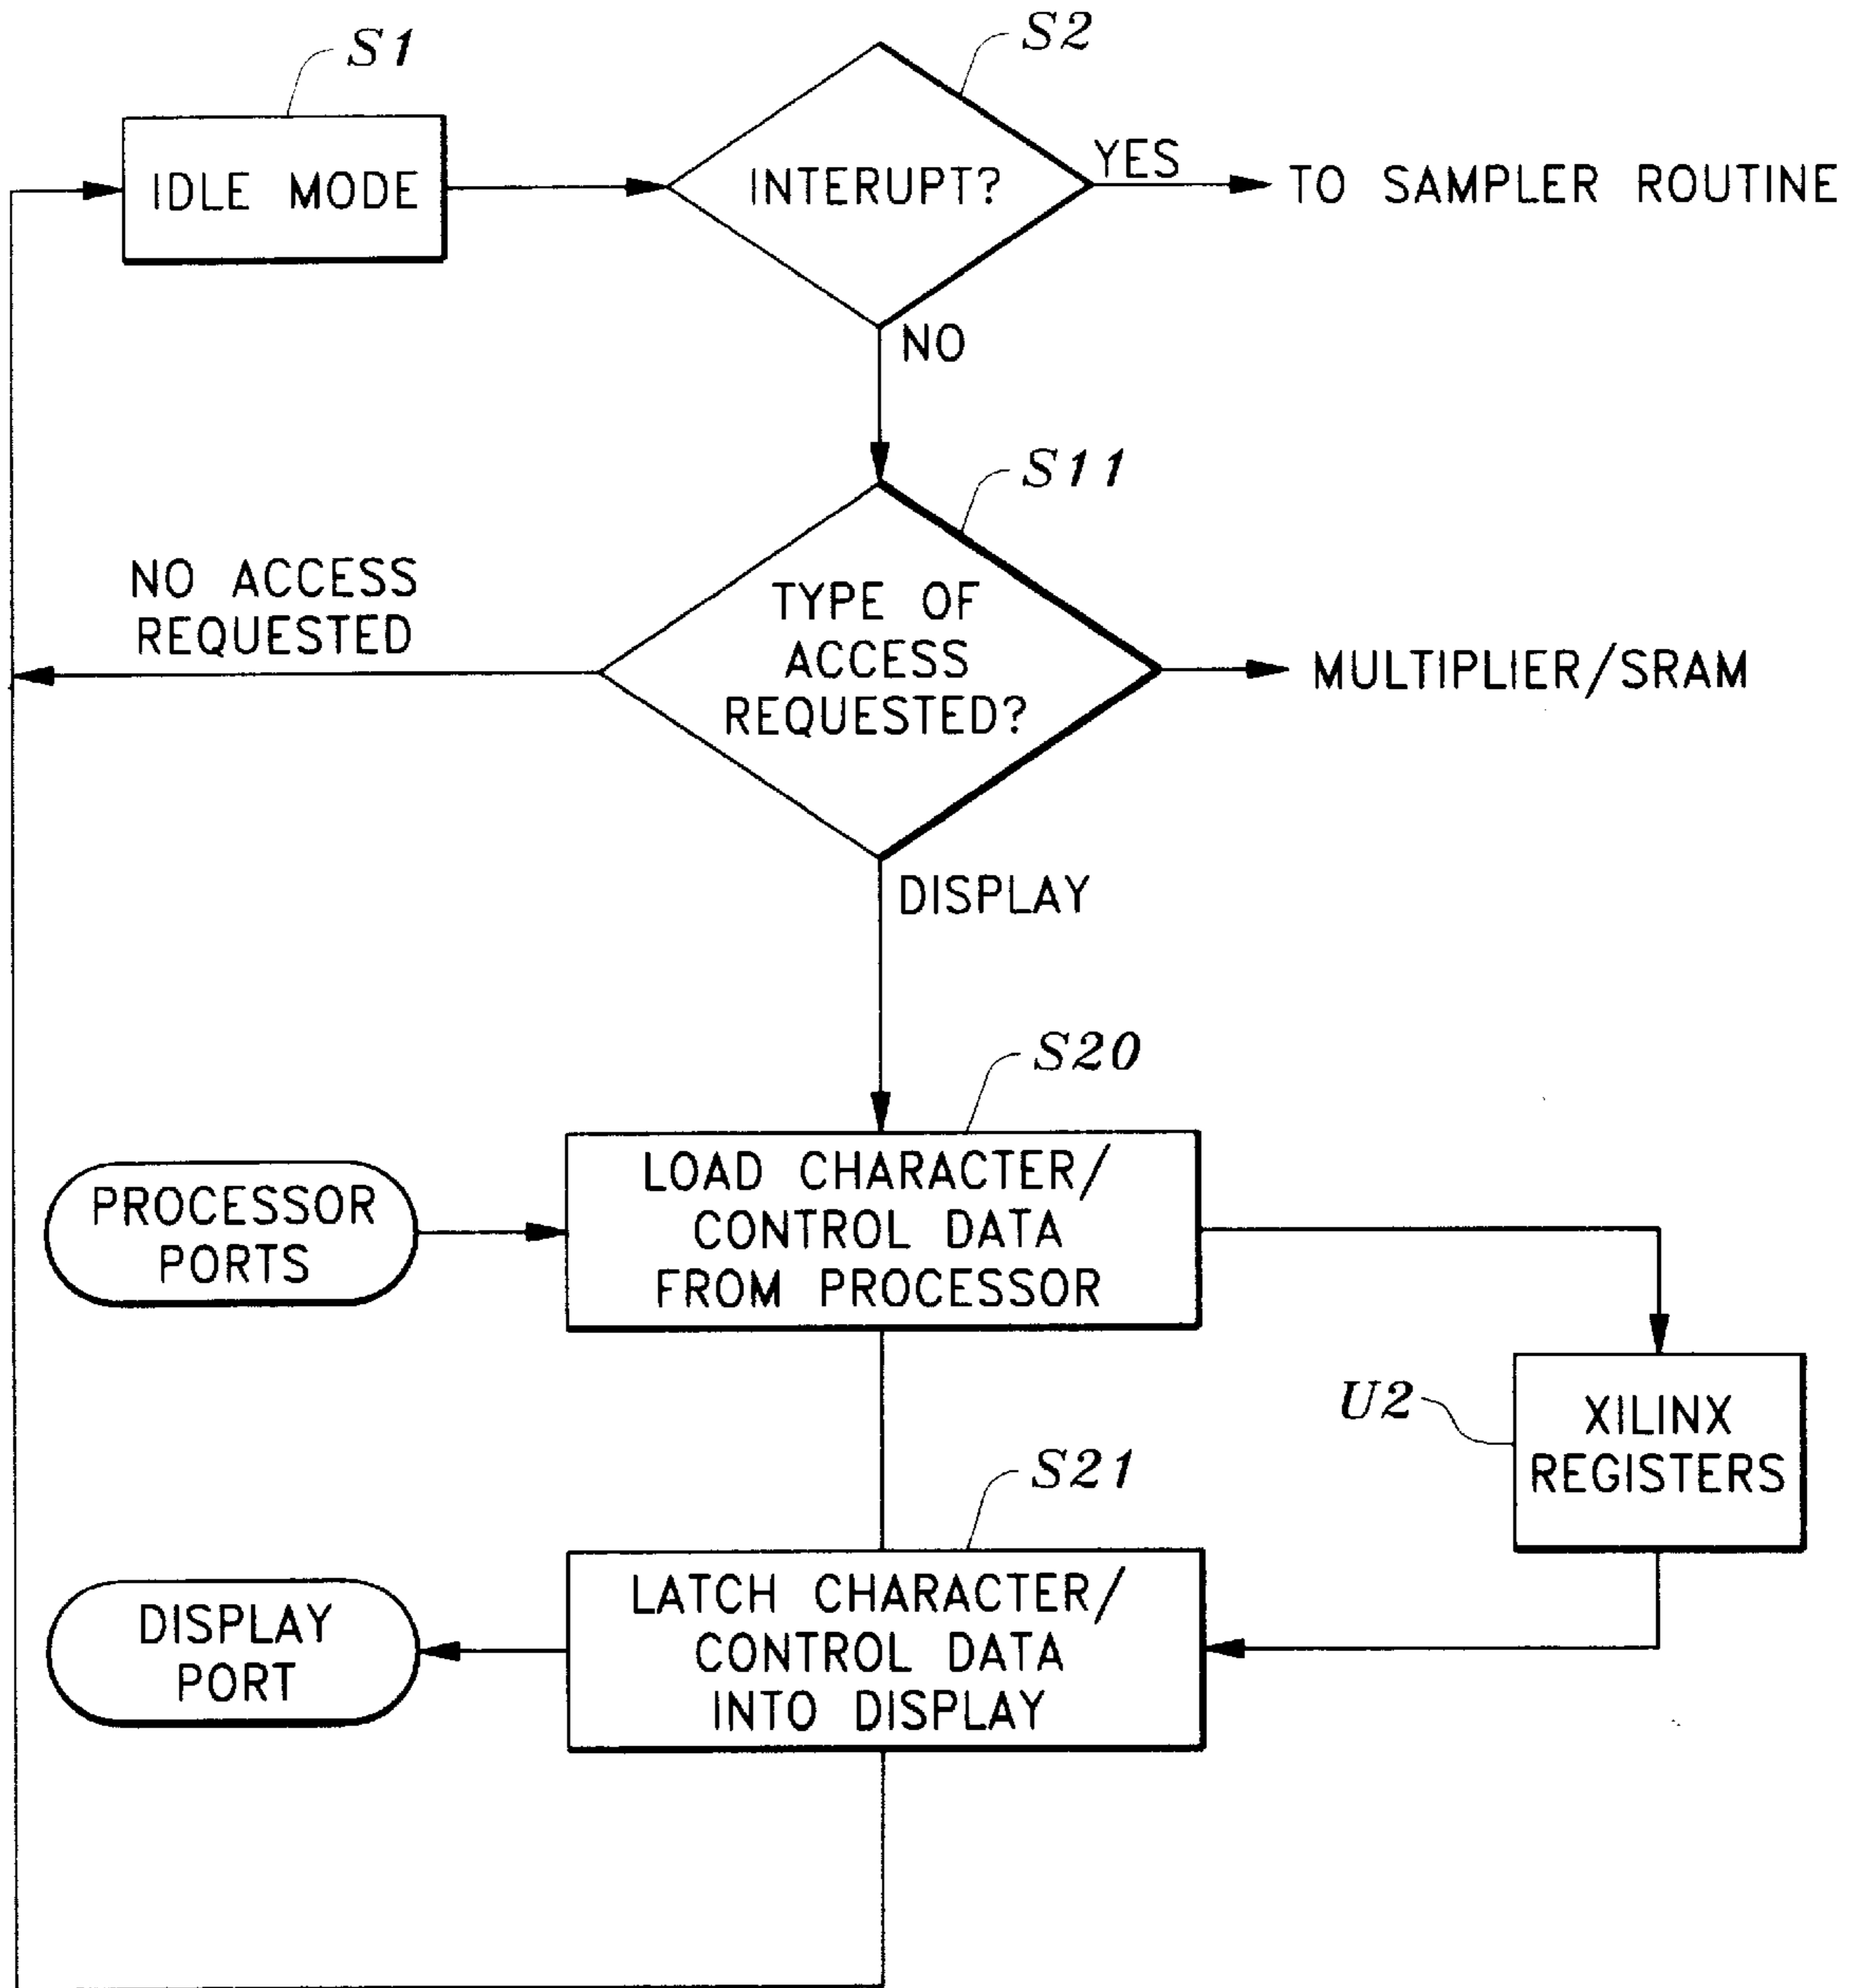 S1
S2
IDLE MODE
INTERUPT?
YES
TO SAMPLER ROUTINE
NO
S11
NO ACCESS
REQUESTED
TYPE OF
ACCESS
REQUESTED?
MULTIPLIER/SRAM
DISPLAY
S20
PROCESSOR
PORTS
LOAD CHARACTER/
CONTROL DATA
FROM PROCESSOR
U2
XILINX
REGISTERS
S21
DISPLAY
PORT
LATCH CHARACTER/
CONTROL DATA
INTO DISPLAY